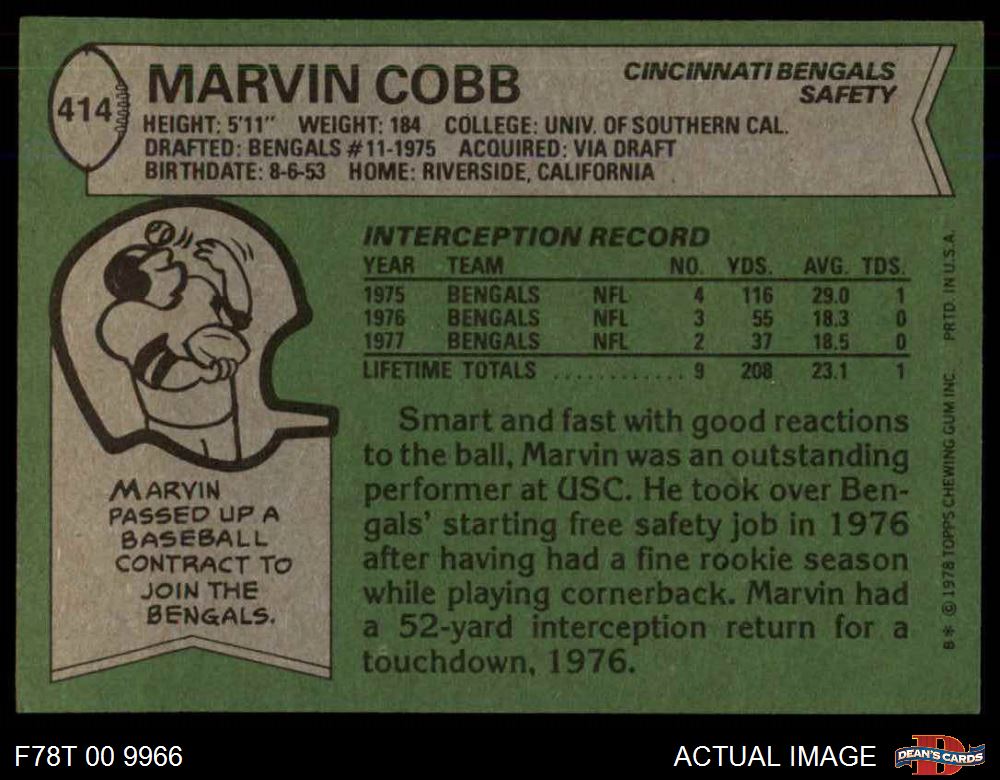 414
MARVIN COBB
CINCINNATI BENGALS
SAFETY
HEIGHT: 5'11" WEIGHT: 184 COLLEGE: UNIV. OF SOUTHERN CAL.
DRAFTED: BENGALS #11-1975 ACQUIRED: VIA DRAFT
BIRTHDATE: 8-6-53 HOME: RIVERSIDE, CALIFORNIA
INTERCEPTION RECORD
YEAR TEAM NO. YDS. AVG. TDS.
1975 BENGALS NFL 4 116 29.0 1
1976 BENGALS NFL 3 55 18.3 0
1977 BENGALS NFL 2 37 18.5 0
LIFETIME TOTALS ............ 9 208 23.1 1
Smart and fast with good reactions
to the ball, Marvin was an outstanding
performer at USC. He took over Ben-
gals' starting free safety job in 1976
after having had a fine rookie season
while playing cornerback. Marvin had
a 52-yard interception return for a
touchdown, 1976.
MARVIN
PASSED UP A
BASEBALL
CONTRACT TO
JOIN THE
BENGALS.
B* © 1978 TOPPS CHEWING GUM INC. PRTD. IN U.S.A.
F78T 00 9966
ACTUAL IMAGE
D
DEAN'S CARDS